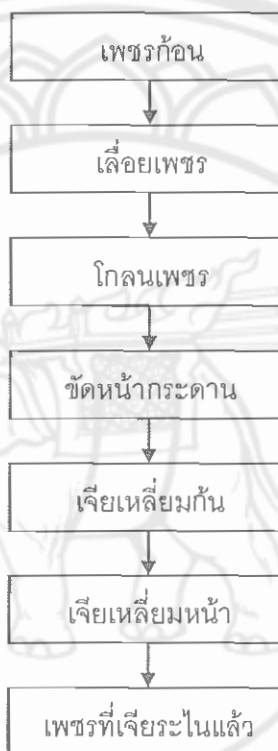 เพชรก้อน
เลื่อยเพชร
โกลนเพชร
ขัดหน้ากระดาน
เจียเหลี่ยมก้น
เจียเหลี่ยมหน้า
เพชรที่เจียระไนแล้ว